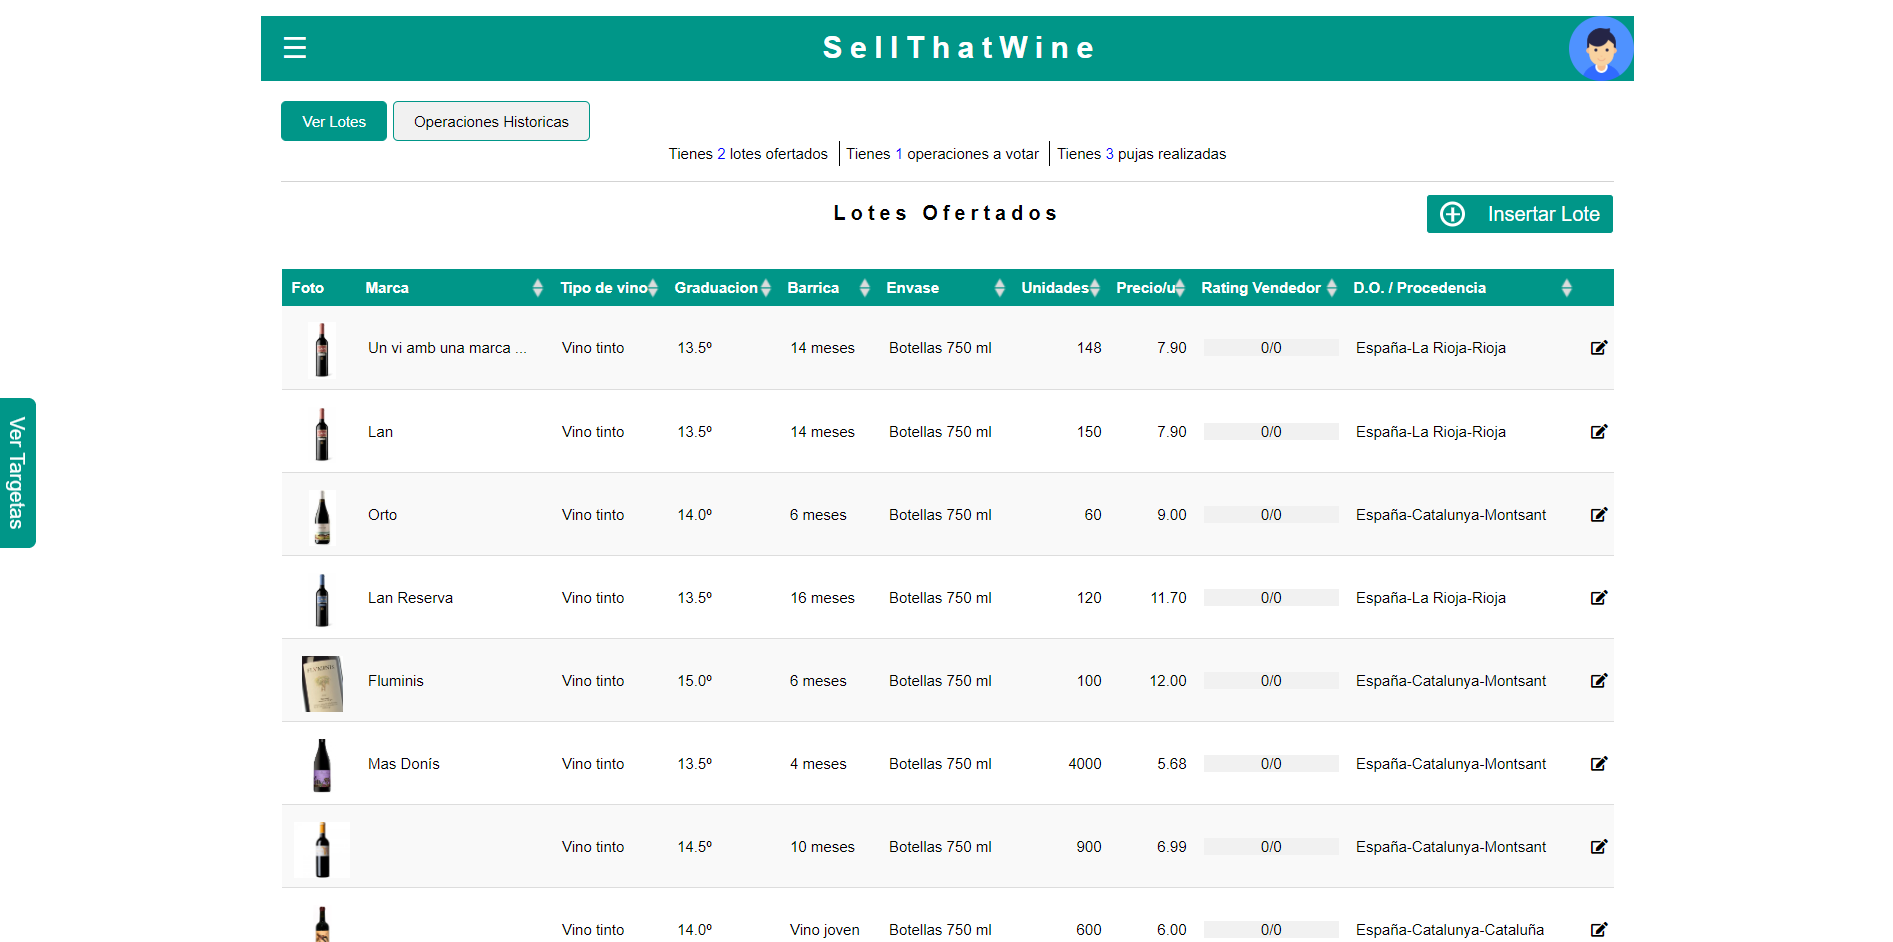 ☰ SellThatWine
Ver Lotes Operaciones Historicas
Tienes 2 lotes ofertados Tienes 1 operaciones a votar Tienes 3 pujas realizadas
Lotes Ofertados Insertar Lote
Foto Marca Tipo de vino Graduacion Barrica Envase Unidades Precio/u Rating Vendedor D.O. / Procedencia
Un vi amb una marca ... Vino tinto 13.5º 14 meses Botellas 750 ml 148 7.90 0/0 España-La Rioja-Rioja
Lan Vino tinto 13.5º 14 meses Botellas 750 ml 150 7.90 0/0 España-La Rioja-Rioja
Ver Targetas
Orto Vino tinto 14.0º 6 meses Botellas 750 ml 60 9.00 0/0 España-Catalunya-Montsant
Lan Reserva Vino tinto 13.5º 16 meses Botellas 750 ml 120 11.70 0/0 España-La Rioja-Rioja
Fluminis Vino tinto 15.0º 6 meses Botellas 750 ml 100 12.00 0/0 España-Catalunya-Montsant
Mas Donís Vino tinto 13.5º 4 meses Botellas 750 ml 4000 5.68 0/0 España-Catalunya-Montsant
Vino tinto 14.5º 10 meses Botellas 750 ml 900 6.99 0/0 España-Catalunya-Montsant
Vino tinto 14.0º Vino joven Botellas 750 ml 600 6.00 0/0 España-Catalunya-Cataluña